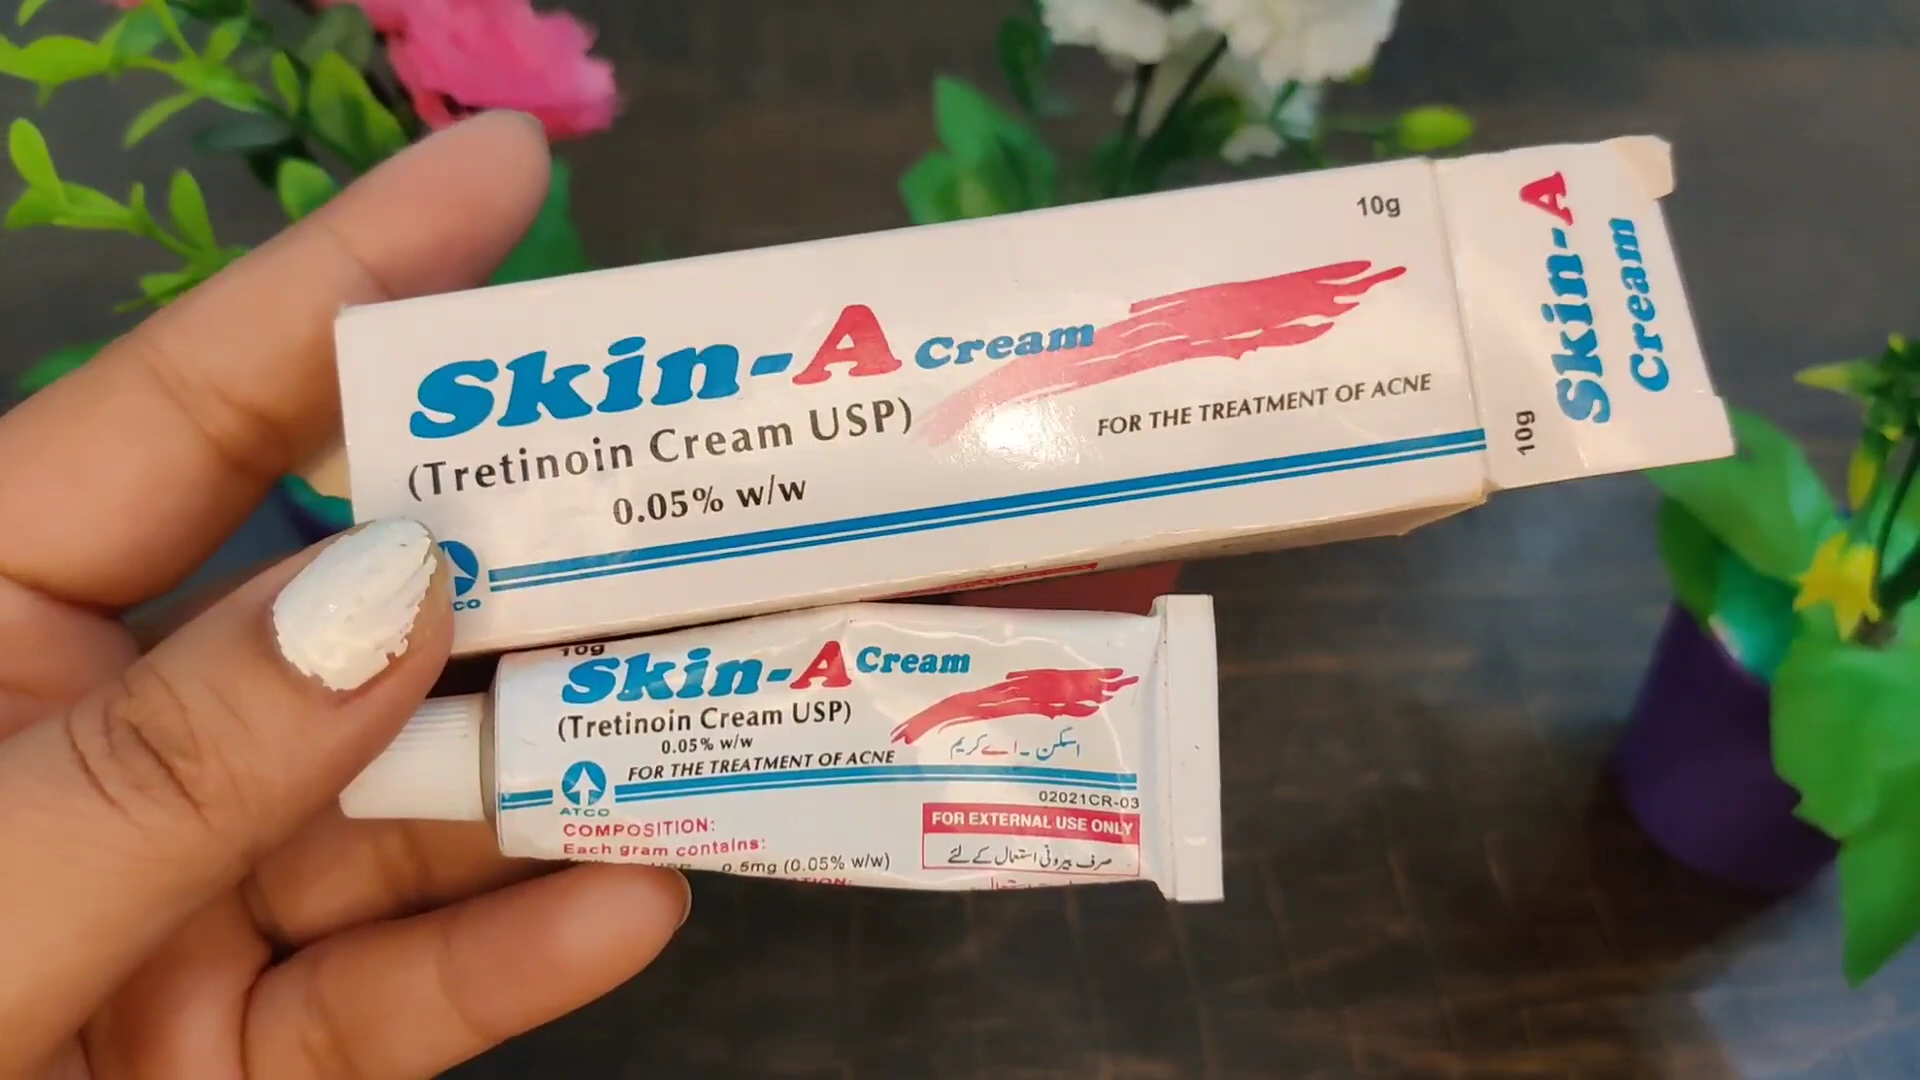 10g
Skin-A Cream
(Tretinoin Cream USP)
0.05% w/w
FOR THE TREATMENT OF ACNE
CO
Skin-A
Cream
10g
10g
Skin-A Cream
(Tretinoin Cream USP)
0.05% w/w
FOR THE TREATMENT OF ACNE
اسکن-اے کریم
ATCO
02021CR-03
COMPOSITION:
Each gram contains:
0.5mg (0.05% w/w)
FOR EXTERNAL USE ONLY
صرف بیرونی استعمال کے لئے